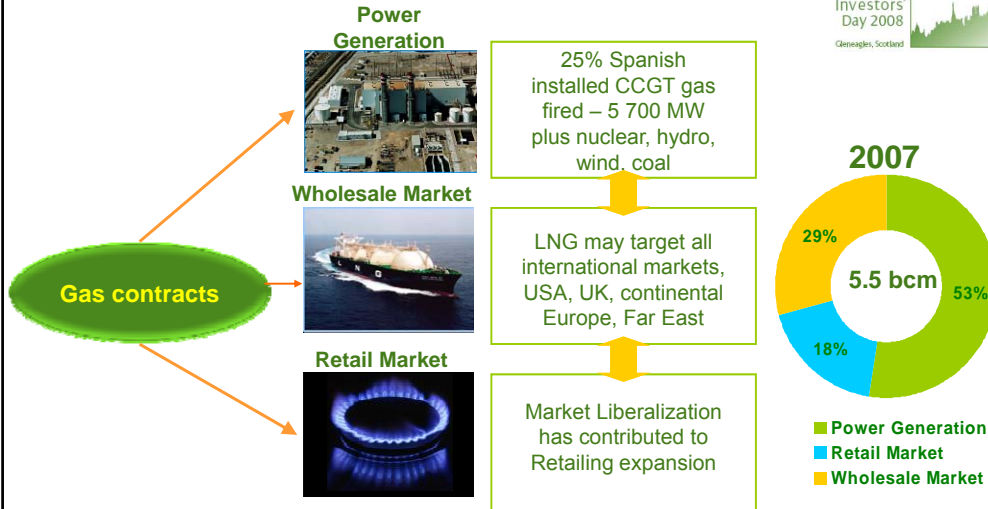 Investors'
Day 2008
Gleneagles, Scotland
Power
Generation
25% Spanish
installed CCGT gas
fired – 5 700 MW
plus nuclear, hydro,
wind, coal
Wholesale Market
LNG
LNG may target all
international markets,
USA, UK, continental
Europe, Far East
Gas contracts
Retail Market
Market Liberalization
has contributed to
Retailing expansion
2007
29%
5.5 bcm
53%
18%
Power Generation
Retail Market
Wholesale Market